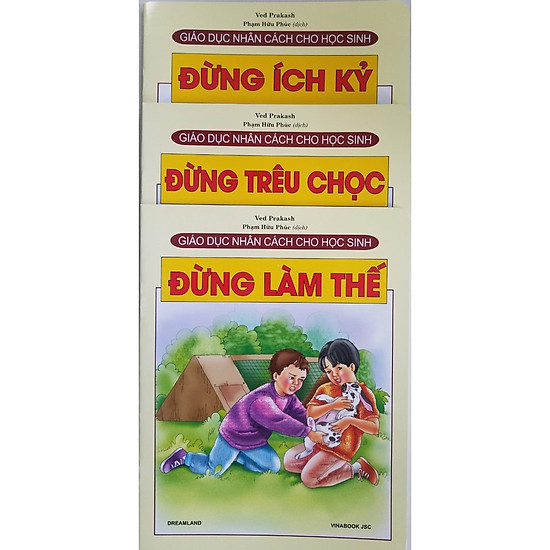 Ved Prakash
Phạm Hữu Phúc (dịch)
GIÁO DỤC NHÂN CÁCH CHO HỌC SINH
ĐỪNG ÍCH KỶ
Ved Prakash
Phạm Hữu Phúc (dịch)
GIÁO DỤC NHÂN CÁCH CHO HỌC SINH
ĐỪNG TRÊU CHỌC
Ved Prakash
Phạm Hữu Phúc (dịch)
GIÁO DỤC NHÂN CÁCH CHO HỌC SINH
ĐỪNG LÀM THẾ
DREAMLAND
VINABOOK JSC